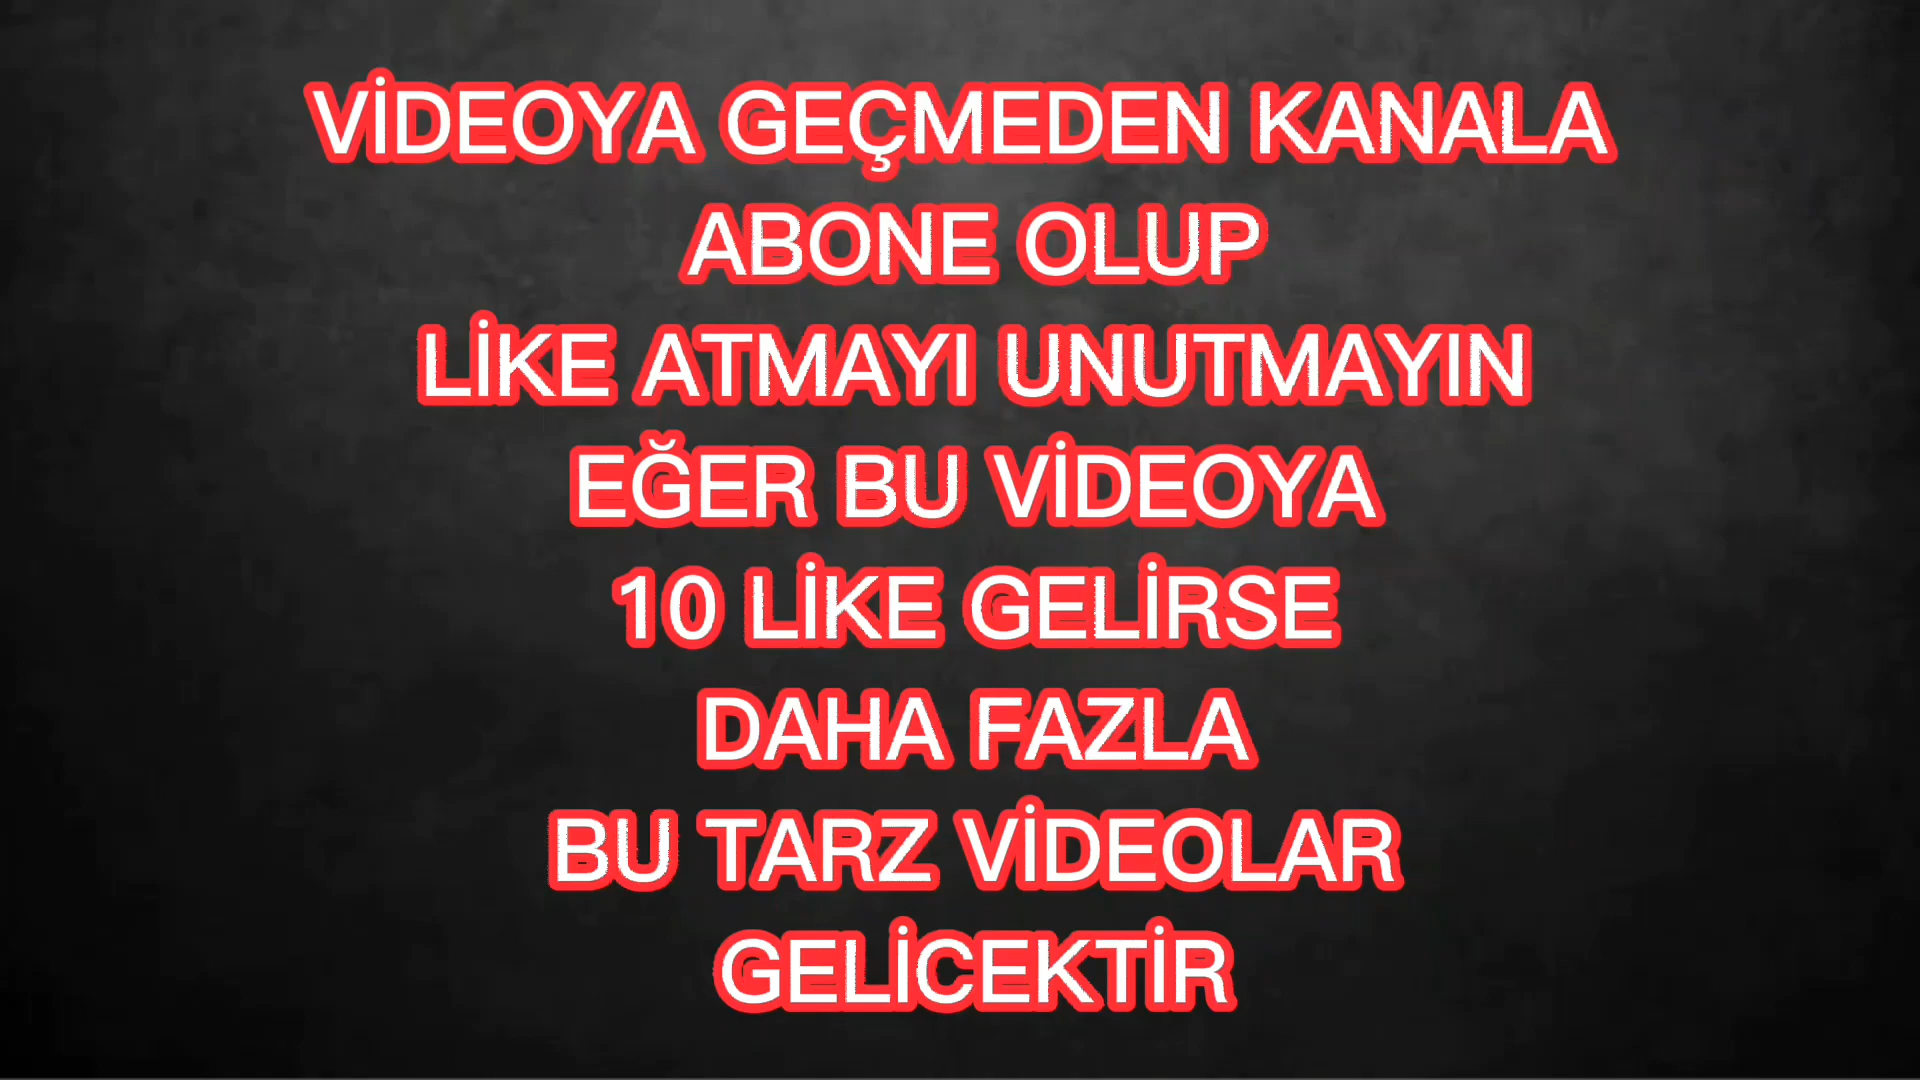 VİDEOYA GEÇMEDEN KANALA
ABONE OLUP
LİKE ATMAYI UNUTMAYIN
EĞER BU VİDEOYA
10 LİKE GELİRSE
DAHA FAZLA
BU TARZ VİDEOLAR
GELİCEKTİR